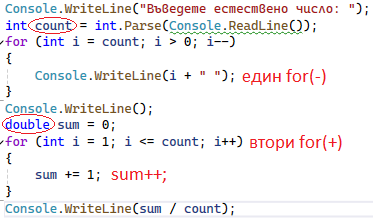 Console.WriteLine("Въведете естествено число: ");
int count = int.Parse(Console.ReadLine());
for (int i = count; i > 0; i--)
{
Console.WriteLine(i + " "); един for(-)
}
Console.WriteLine();
double sum = 0;
for (int i = 1; i <= count; i++) втори for(+)
{
sum += 1; sum++;
}
Console.WriteLine(sum / count);